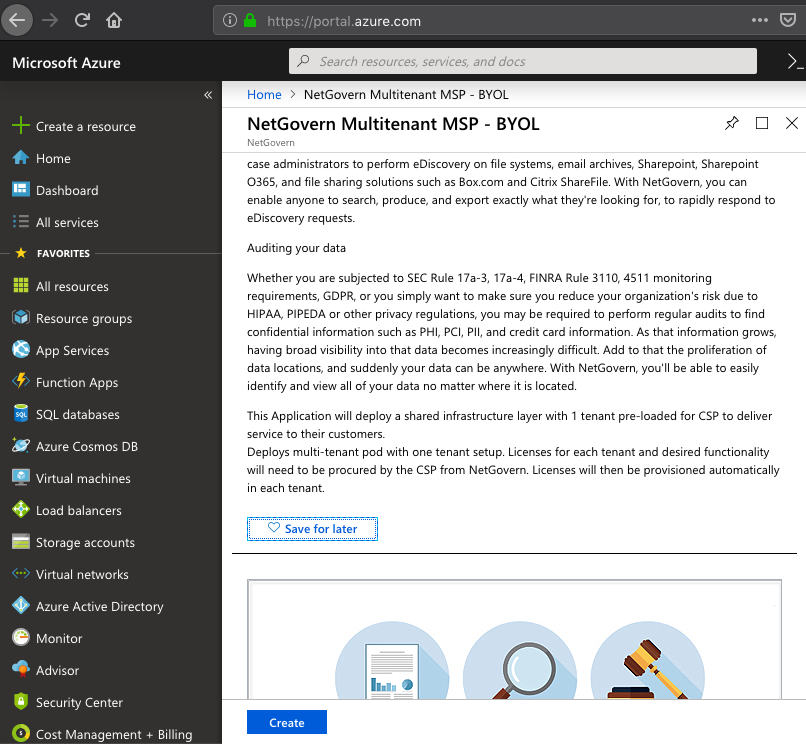 https://portal.azure.com
Microsoft Azure
Search resources, services, and docs
Create a resource
Home
Dashboard
All services
FAVORITES
All resources
Resource groups
App Services
Function Apps
SQL databases
Azure Cosmos DB
Virtual machines
Load balancers
Storage accounts
Virtual networks
Azure Active Directory
Monitor
Advisor
Security Center
Cost Management + Billing
Home > NetGovern Multitenant MSP - BYOL
NetGovern Multitenant MSP - BYOL
NetGovern
case administrators to perform eDiscovery on file systems, email archives, Sharepoint, Sharepoint
O365, and file sharing solutions such as Box.com and Citrix ShareFile. With NetGovern, you can
enable anyone to search, produce, and export exactly what they're looking for, to rapidly respond to
eDiscovery requests.
Auditing your data
Whether you are subjected to SEC Rule 17a-3, 17a-4, FINRA Rule 3110, 4511 monitoring
requirements, GDPR, or you simply want to make sure you reduce your organization's risk due to
HIPAA, PIPEDA or other privacy regulations, you may be required to perform regular audits to find
confidential information such as PHI, PCI, PII, and credit card information. As that information grows,
having broad visibility into that data becomes increasingly difficult. Add to that the proliferation of
data locations, and suddenly your data can be anywhere. With NetGovern, you'll be able to easily
identify and view all of your data no matter where it is located.
This Application will deploy a shared infrastructure layer with 1 tenant pre-loaded for CSP to deliver
service to their customers.
Deploys multi-tenant pod with one tenant setup. Licenses for each tenant and desired functionality
will need to be procured by the CSP from NetGovern. Licenses will then be provisioned automatically
in each tenant.
Save for later
Create